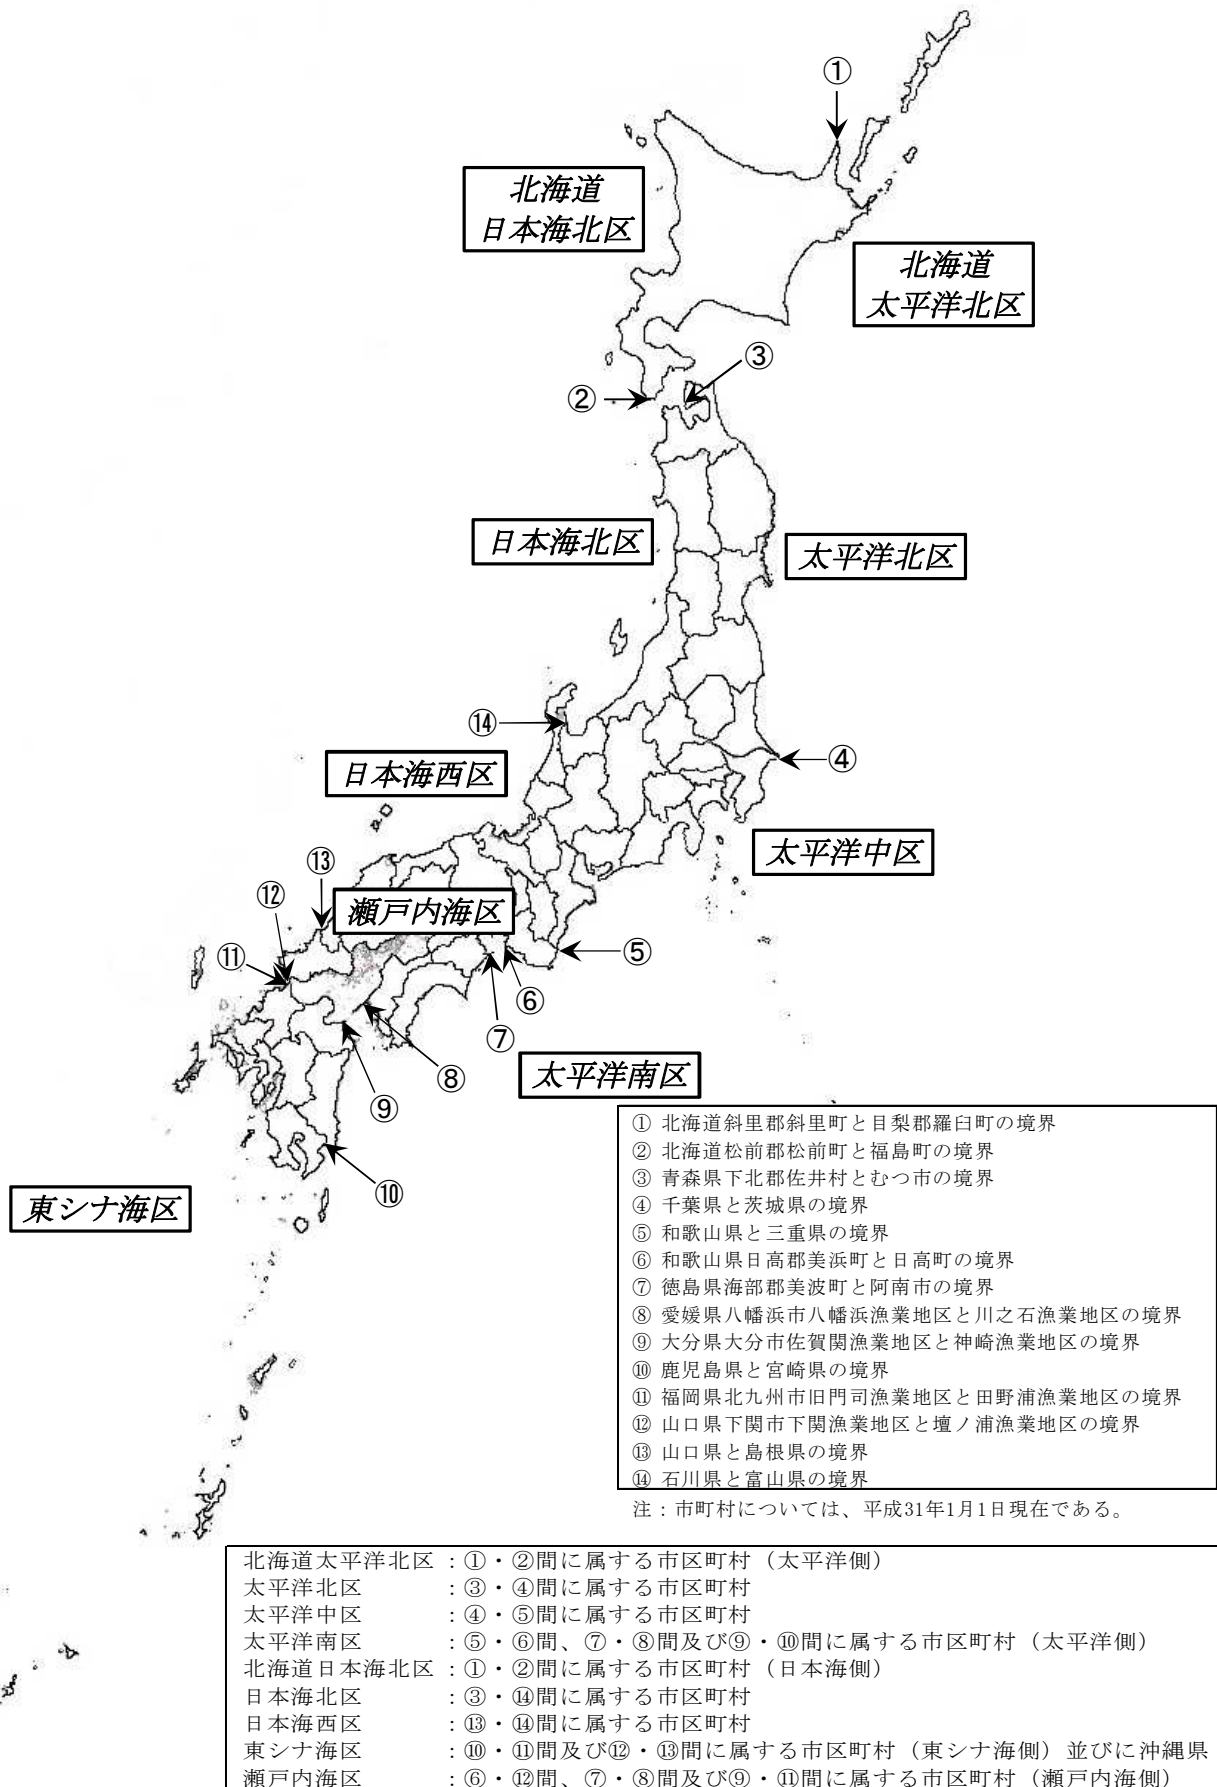 ①
北海道
日本海北区
北海道
太平洋北区
③
②
日本海北区
太平洋北区
⑭
④
日本海西区
太平洋中区
⑬
⑫
瀬戸内海区
⑪
⑤
⑥
⑦
⑧
太平洋南区
⑨
⑩
東シナ海区
① 北海道斜里郡斜里町と目梨郡羅臼町の境界
② 北海道松前郡松前町と福島町の境界
③ 青森県下北郡佐井村とむつ市の境界
④ 千葉県と茨城県の境界
⑤ 和歌山県と三重県の境界
⑥ 和歌山県日高郡美浜町と日高町の境界
⑦ 徳島県海部郡美波町と阿南市の境界
⑧ 愛媛県八幡浜市八幡浜漁業地区と川之石漁業地区の境界
⑨ 大分県大分市佐賀関漁業地区と神崎漁業地区の境界
⑩ 鹿児島県と宮崎県の境界
⑪ 福岡県北九州市旧門司漁業地区と田野浦漁業地区の境界
⑫ 山口県下関市下関漁業地区と壇ノ浦漁業地区の境界
⑬ 山口県と島根県の境界
⑭ 石川県と富山県の境界
注：市町村については、平成31年1月1日現在である。
北海道太平洋北区：①・②間に属する市区町村（太平洋側）
太平洋北区：③・④間に属する市区町村
太平洋中区：④・⑤間に属する市区町村
太平洋南区：⑤・⑥間、⑦・⑧間及び⑨・⑩間に属する市区町村（太平洋側）
北海道日本海北区：①・②間に属する市区町村（日本海側）
日本海北区：③・⑭間に属する市区町村
日本海西区：⑬・⑭間に属する市区町村
東シナ海区：⑩・⑪間及び⑫・⑬間に属する市区町村（東シナ海側）並びに沖縄県
瀬戸内海区：⑥・⑫間、⑦・⑧間及び⑨・⑪間に属する市区町村（瀬戸内海側）